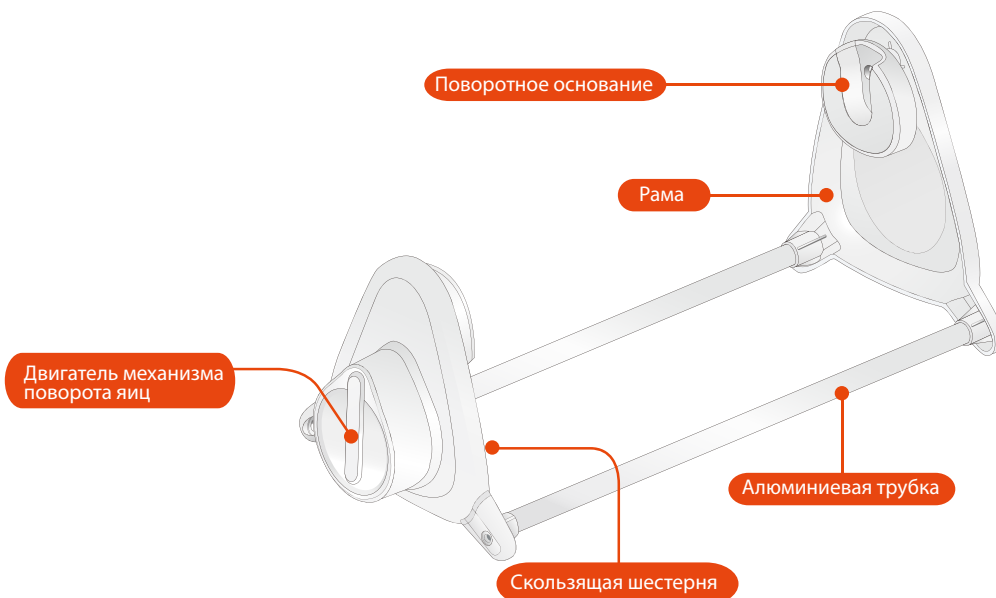 Поворотное основание
Рама
Двигатель механизма
поворота яиц
Алюминиевая трубка
Скользящая шестерня